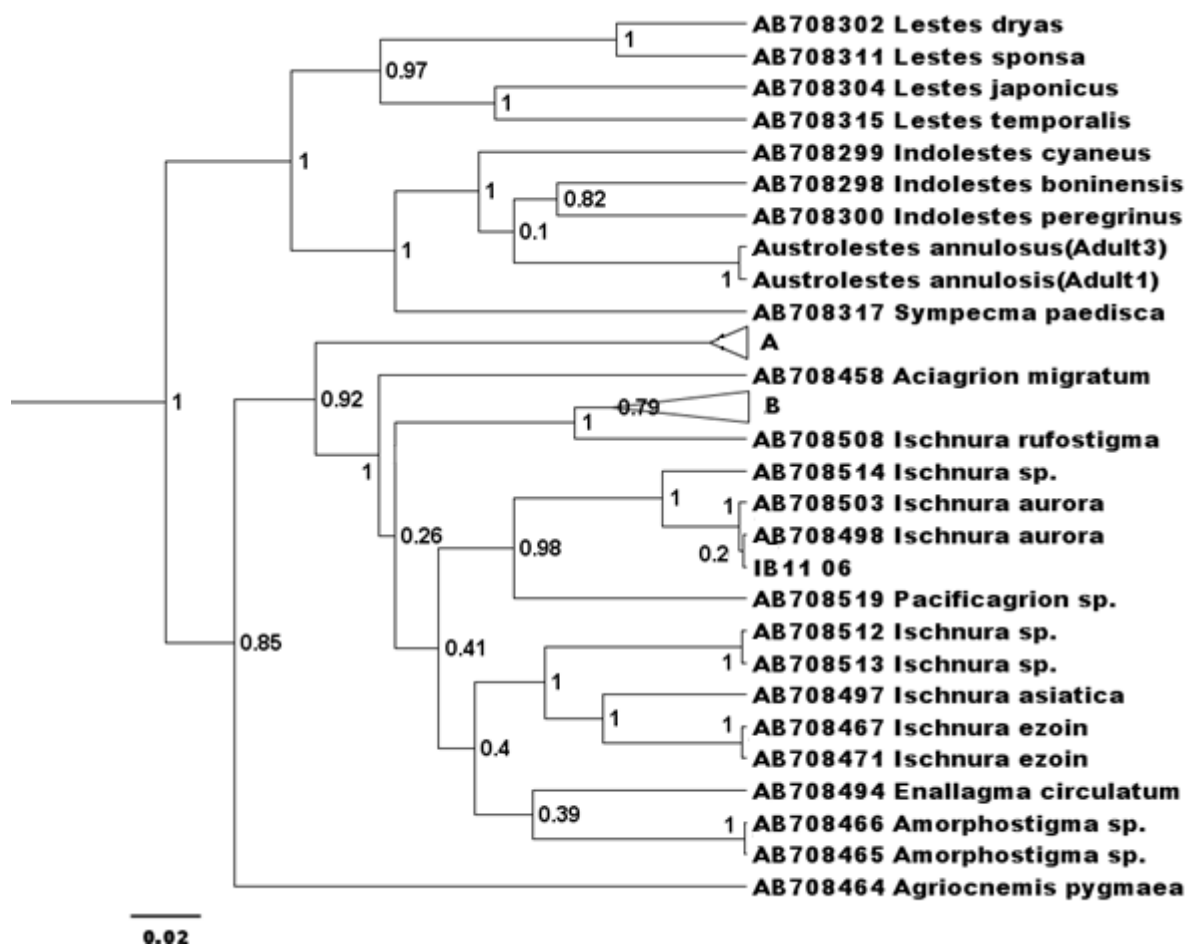 AB708302 Lestes dryas
1
AB708311 Lestes sponsa
0.97
AB708304 Lestes japonicus
1
AB708315 Lestes temporalis
1
AB708299 Indolestes cyaneus
1
AB708298 Indolestes boninensis
0.82
AB708300 Indolestes peregrinus
0.1
Austrolestes annulosus(Adult3)
1
Austrolestes annulosis(Adult1)
1
AB708317 Sympecma paedisca
A
AB708458 Aciagrion migratum
0.92
1
0.79
B
1
AB708508 Ischnura rufostigma
1
AB708514 Ischnura sp.
1
1
AB708503 Ischnura aurora
AB708498 Ischnura aurora
0.26
0.98
0.2
IB11 06
AB708519 Pacificagrion sp.
AB708512 Ischnura sp.
0.85
0.41
1
AB708513 Ischnura sp.
1
AB708497 Ischnura asiatica
1
1
AB708467 Ischnura ezoin
0.4
AB708471 Ischnura ezoin
AB708494 Enallagma circulatum
0.39
1
AB708466 Amorphostigma sp.
AB708465 Amorphostigma sp.
AB708464 Agriocnemis pygmaea
0.02